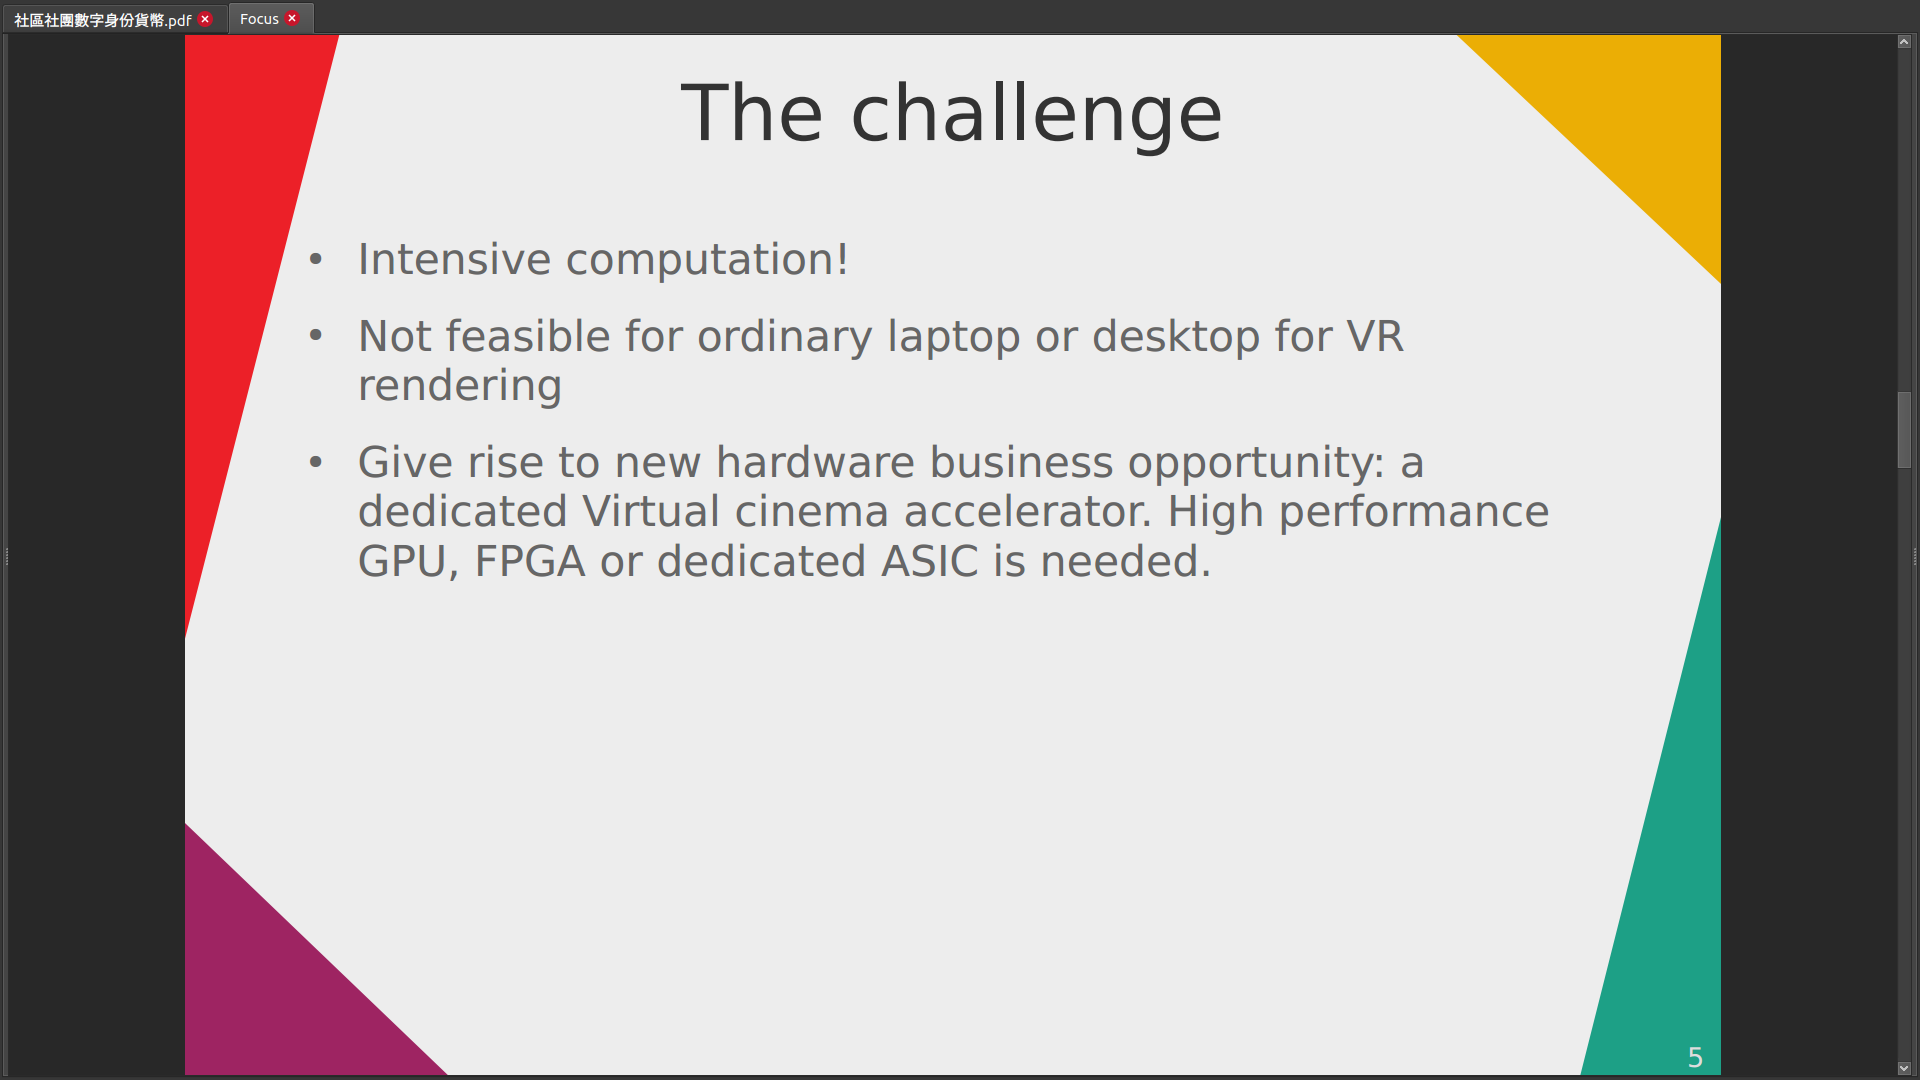 社區社團數字身份貨幣.pdf
Focus
The challenge
• Intensive computation!
• Not feasible for ordinary laptop or desktop for VR
rendering
• Give rise to new hardware business opportunity: a
dedicated Virtual cinema accelerator. High performance
GPU, FPGA or dedicated ASIC is needed.
5